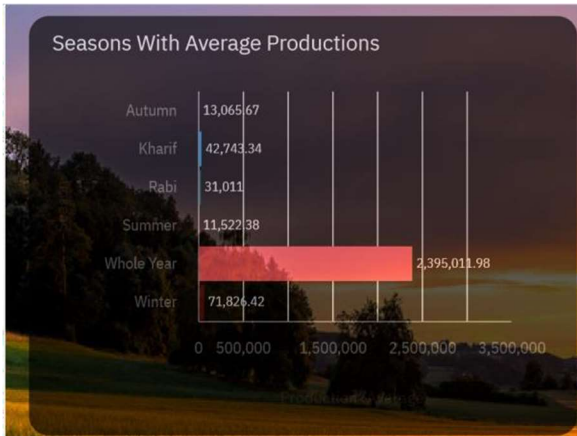 Seasons With Average Productions
Autumn 13,065.67
Kharif 42,743.34
Rabi 31,011
Summer 11,522.38
Whole Year 2,395,011.98
Winter 71,826.42
0 500,000 1,500,000 2,500,000 3,500,000
Production (Average)